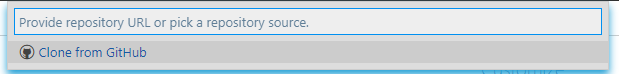 Provide repository URL or pick a repository source.
Clone from GitHub